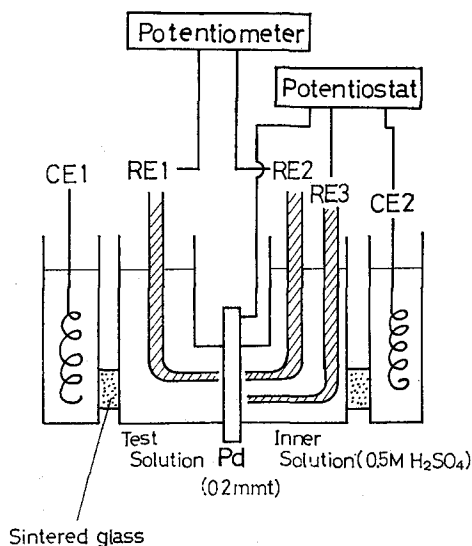 Potentiometer
Potentiostat
CE1
RE1
RE2
RE3
CE2
Test
Solution
Pd
(0.2mmt)
Inner
Solution (0.5M H₂SO₄)
Sintered glass